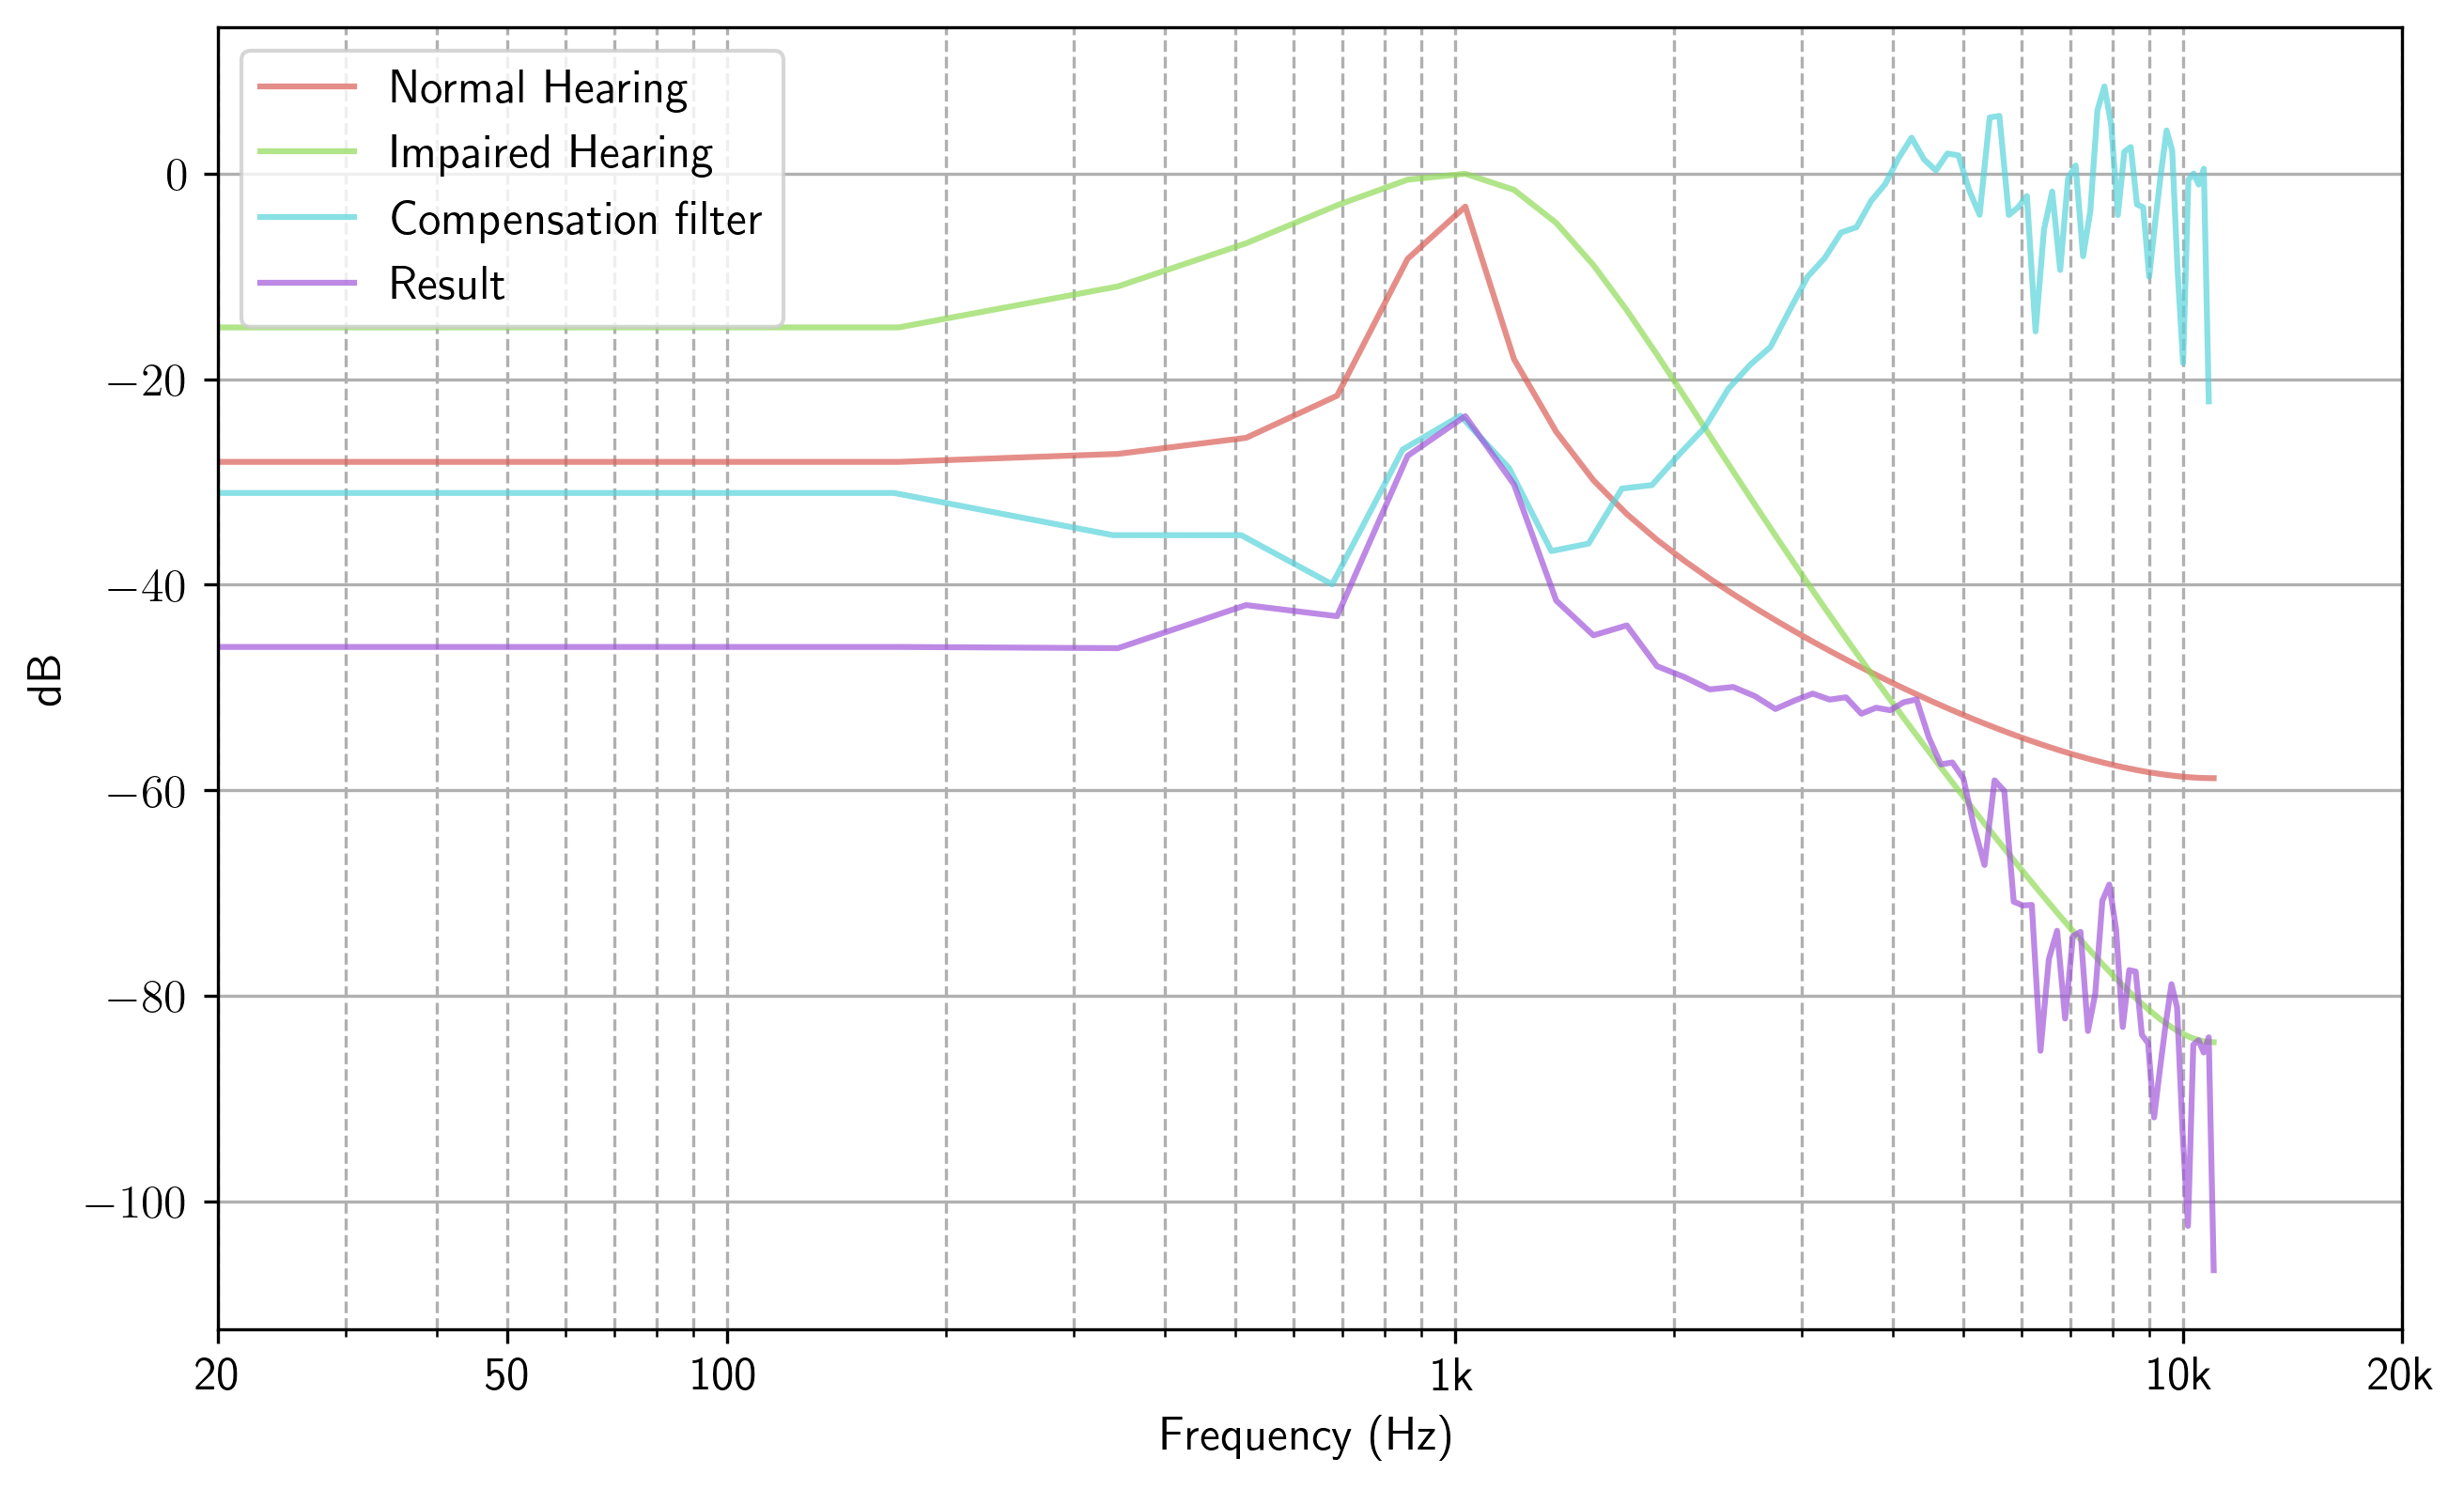 Normal Hearing
Impaired Hearing
Compensation filter
Result
0
−20
−40
−60
−80
−100
dB
20 50 100 1k 10k 20k
Frequency (Hz)